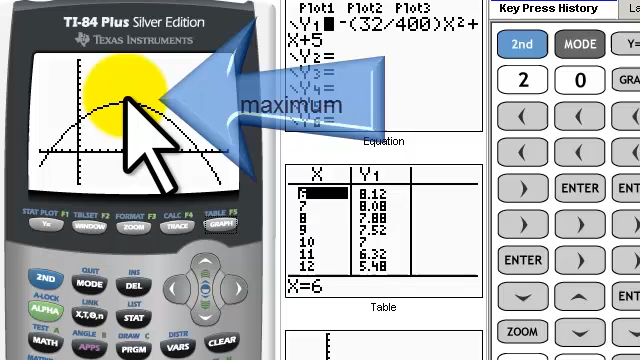 TI-84 Plus Silver Edition
TEXAS INSTRUMENTS
STAT PLOT F1 TBLSET F2 FORMAT F3 CALC F4 TABLE F5
Y= WINDOW ZOOM TRACE GRAPH
QUIT INS
2ND MODE DEL
A-LOCK LINK LIST
ALPHA X,T,Θ,n STAT
TEST A ANGLE B DRAW C DISTR
MATH APPS PRGM VARS CLEAR
maximum
Plot1 Plot2 Plot3
\Y1 -(32/400)X²+
X+5
\Y2=
\Y3=
\Y4=
Equation
X Y1
6 8.12
7 8.08
8 7.88
9 7.52
10 7
11 6.32
12 5.48
X=6
Table
Key Press History La
2nd MODE Y=
2 0 GRA
ENTER ENTER
ENTER
ZOOM